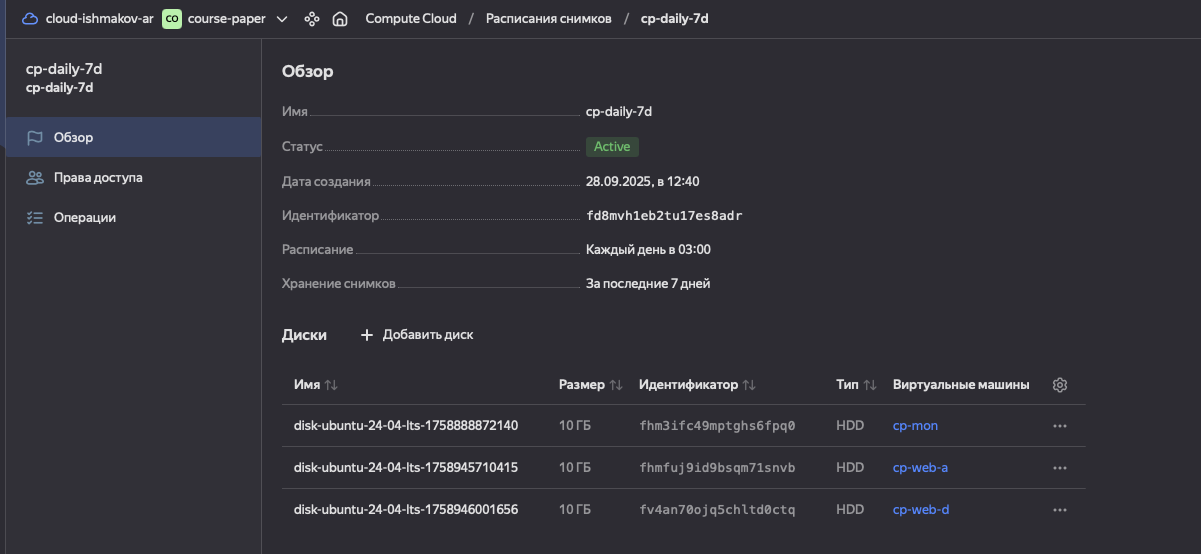 cloud-ishmakov-ar co course-paper Compute Cloud / Расписания снимков / cp-daily-7d
cp-daily-7d
cp-daily-7d
Обзор
Права доступа
Операции
Обзор
Имя cp-daily-7d
Статус Active
Дата создания 28.09.2025, в 12:40
Идентификатор fd8mvh1eb2tu17es8adr
Расписание Каждый день в 03:00
Хранение снимков За последние 7 дней
Диски + Добавить диск
Имя Размер Идентификатор Тип Виртуальные машины
disk-ubuntu-24-04-lts-1758888872140 10 ГБ fhm3ifc49mptghs6fpq0 HDD cp-mon
disk-ubuntu-24-04-lts-1758945710415 10 ГБ fhmfuj9id9bsqm71snvb HDD cp-web-a
disk-ubuntu-24-04-lts-1758946001656 10 ГБ fv4an70ojq5chltd0ctq HDD cp-web-d